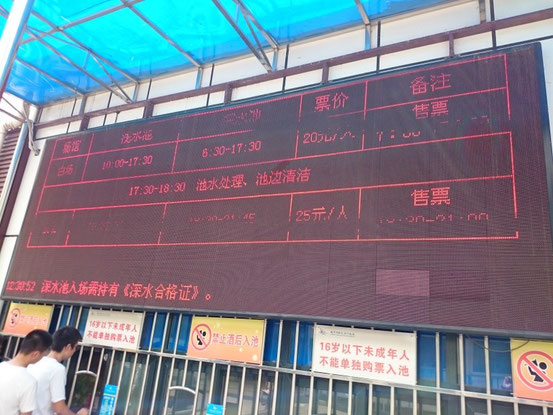 浅水池 票价 备注
10:00-17:30 6:30-17:30 售票
17:30-18:30 池水处理、池边清洁
25元/人 售票
12:30:52 深水池入场需持有《深水合格证》。
16岁以下未成年人
不能单独购票入池
禁止酒后入池
16岁以下未成年人
不能单独购票入池